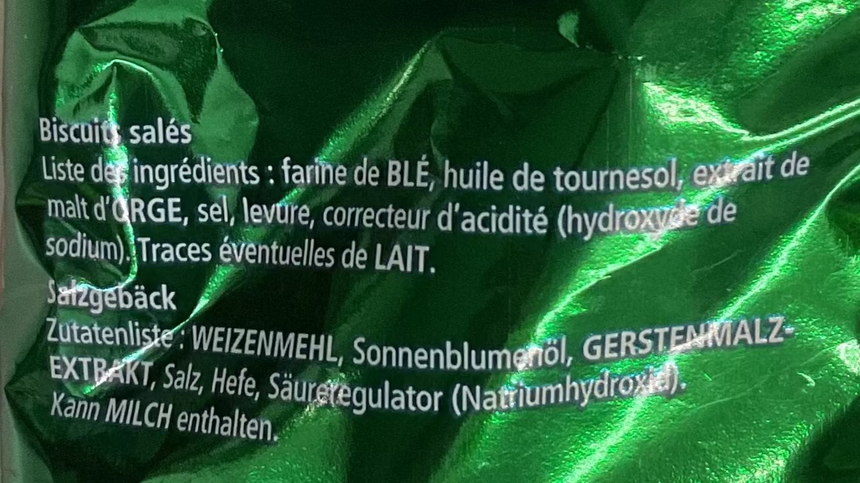 Biscuits salés
Liste des ingrédients : farine de BLÉ, huile de tournesol, extrait de
malt d'ORGE, sel, levure, correcteur d'acidité (hydroxyde de
sodium). Traces éventuelles de LAIT.
Salzgebäck
Zutatenliste : WEIZENMEHL, Sonnenblumenöl, GERSTENMALZ-
EXTRAKT, Salz, Hefe, Säureregulator (Natriumhydroxid).
Kann MILCH enthalten.